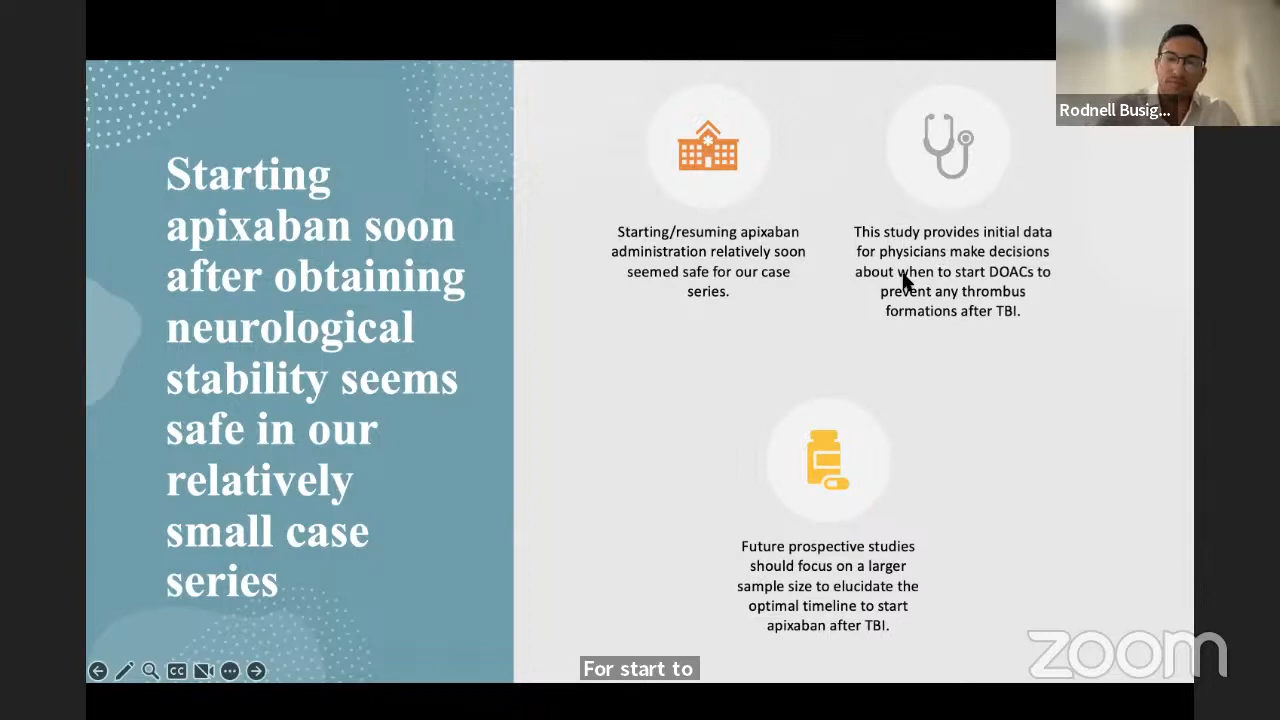 Rodnell Busig...
Starting
apixaban soon
after obtaining
neurological
stability seems
safe in our
relatively
small case
series
Starting/resuming apixaban
administration relatively soon
seemed safe for our case
series.
This study provides initial data
for physicians make decisions
about when to start DOACs to
prevent any thrombus
formations after TBI.
Future prospective studies
should focus on a larger
sample size to elucidate the
optimal timeline to start
apixaban after TBI.
CC
For start to
zoom